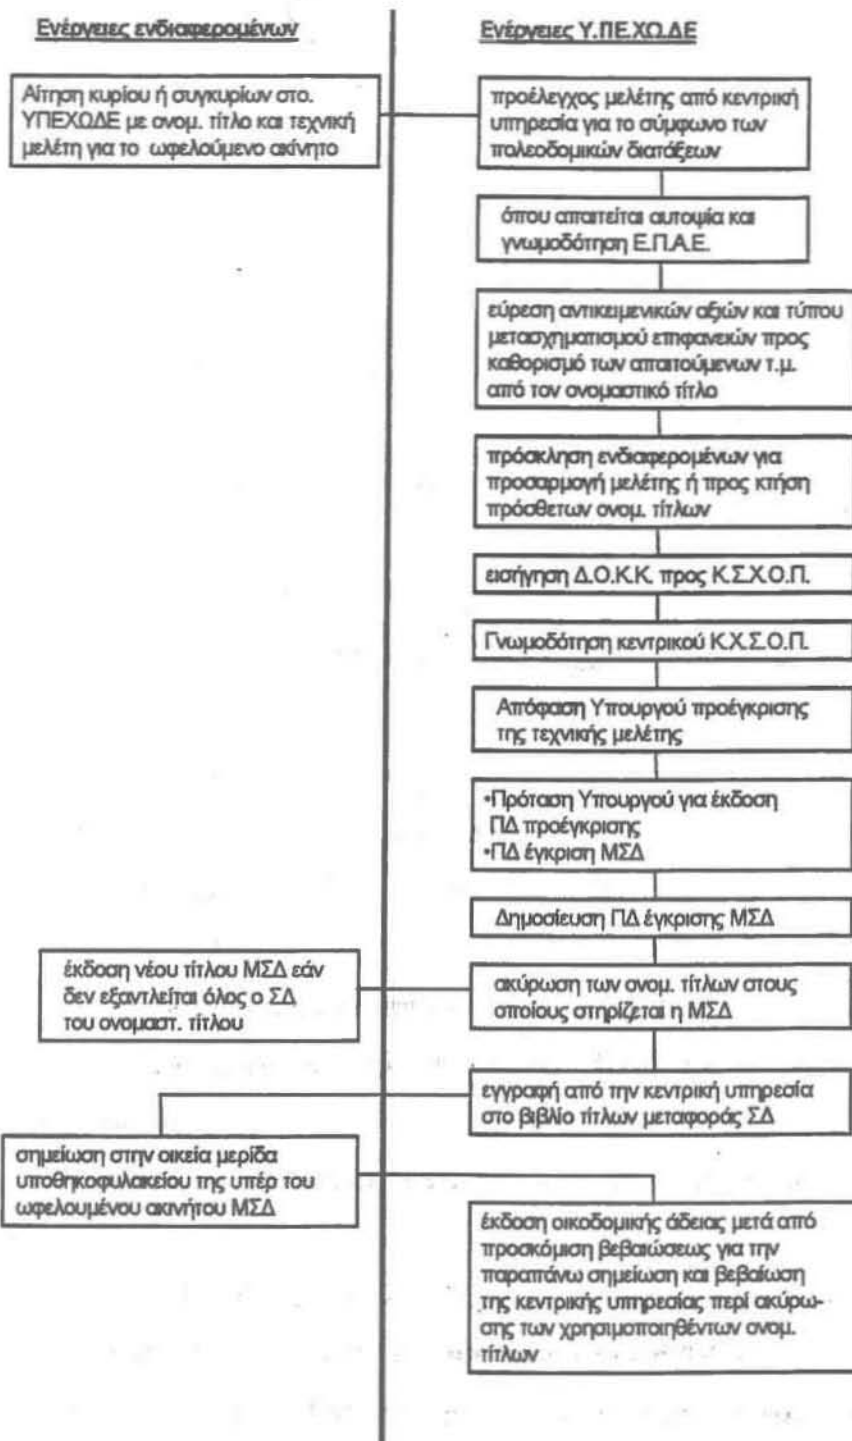 Ενέργειες ενδιαφερομένων
Ενέργειες Υ.ΠΕ.ΧΩ.ΔΕ
Αίτηση κυρίου ή συγκυρίων στο.
ΥΠΕΧΩΔΕ με ονομ. τίτλο και τεχνική
μελέτη για το ωφελούμενο ακίνητο
προέλεγχος μελέτης από κεντρική
υπηρεσία για το σύμφωνο των
πολεοδομικών διατάξεων
όπου απαιτείται αυτοψία και
γνωμοδότηση Ε.Π.Α.Ε.
εύρεση αντικειμενικών αξιών και τύπου
μετασχηματισμού επιφανειών προς
καθορισμό των απαιτούμενων τ.μ.
από τον ονομαστικό τίτλο
πρόσκληση ενδιαφερομένων για
προσαρμογή μελέτης ή προς κτήση
πρόσθετων ονομ. τίτλων
εισήγηση Δ.Ο.Κ.Κ. προς Κ.Σ.Χ.Ο.Π.
Γνωμοδότηση κεντρικού Κ.Χ.Σ.Ο.Π.
Απόφαση Υπουργού προέγκρισης
της τεχνικής μελέτης
•Πρόταση Υπουργού για έκδοση
ΠΔ προέγκρισης
•ΠΔ έγκριση ΜΣΔ
Δημοσίευση ΠΔ έγκρισης ΜΣΔ
έκδοση νέου τίτλου ΜΣΔ εάν
δεν εξαντλείται όλος ο ΣΔ
του ονομαστ. τίτλου
ακύρωση των ονομ. τίτλων στους
οποίους στηρίζεται η ΜΣΔ
εγγραφή από την κεντρική υπηρεσία
στο βιβλίο τίτλων μεταφοράς ΣΔ
σημείωση στην οικεία μερίδα
υποθηκοφυλακείου της υπέρ του
ωφελουμένου ακινήτου ΜΣΔ
έκδοση οικοδομικής άδειας μετά από
προσκόμιση βεβαιώσεως για την
παραπάνω σημείωση και βεβαίωση
της κεντρικής υπηρεσίας περί ακύρω-
σης των χρησιμοποιηθέντων ονομ.
τίτλων